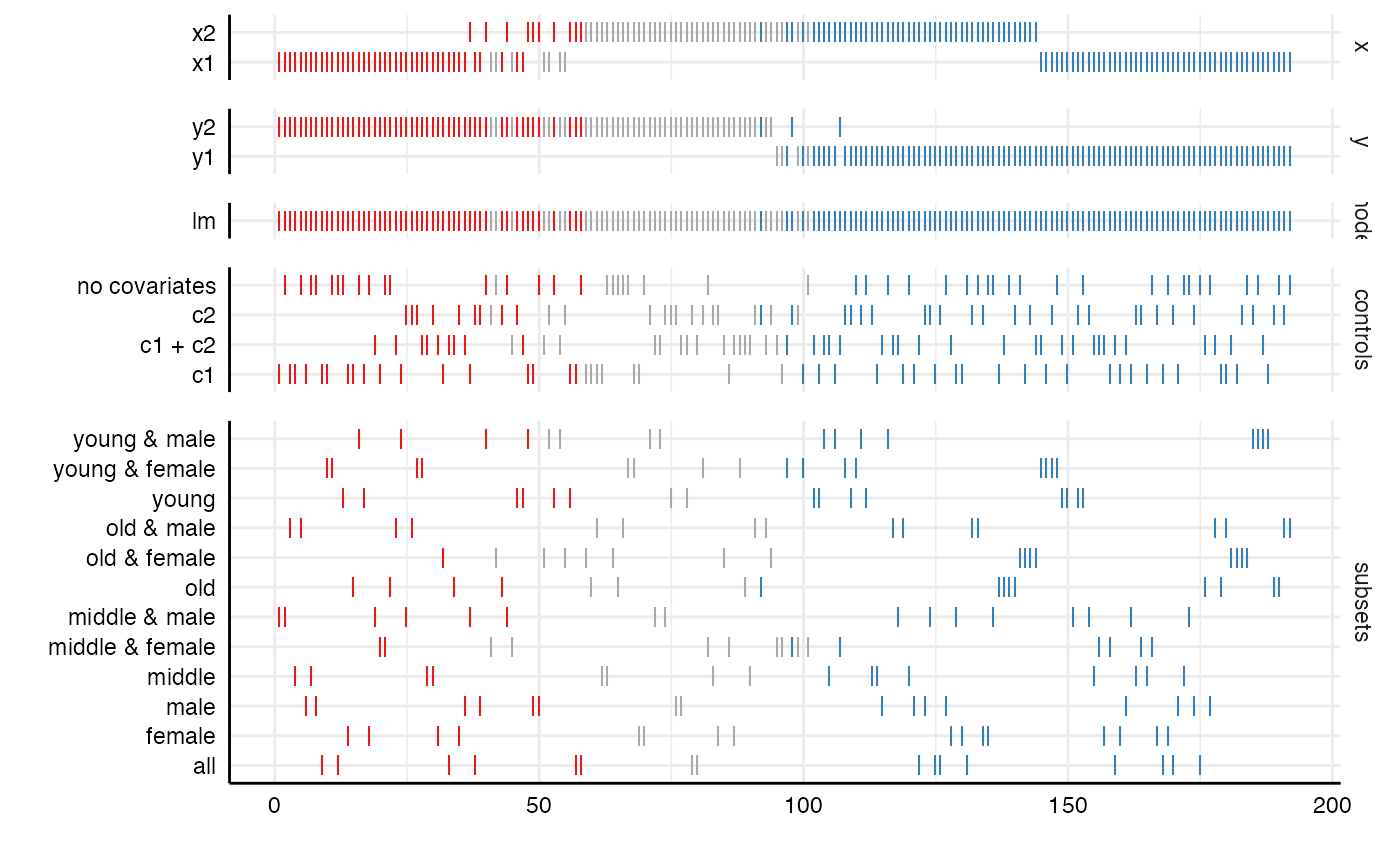 x2
x1
x
y2
y1
y
lm
no covariates
c2
c1 + c2
c1
controls
young & male
young & female
young
old & male
old & female
old
middle & male
middle & female
middle
male
female
all
subsets
0 50 100 150 200